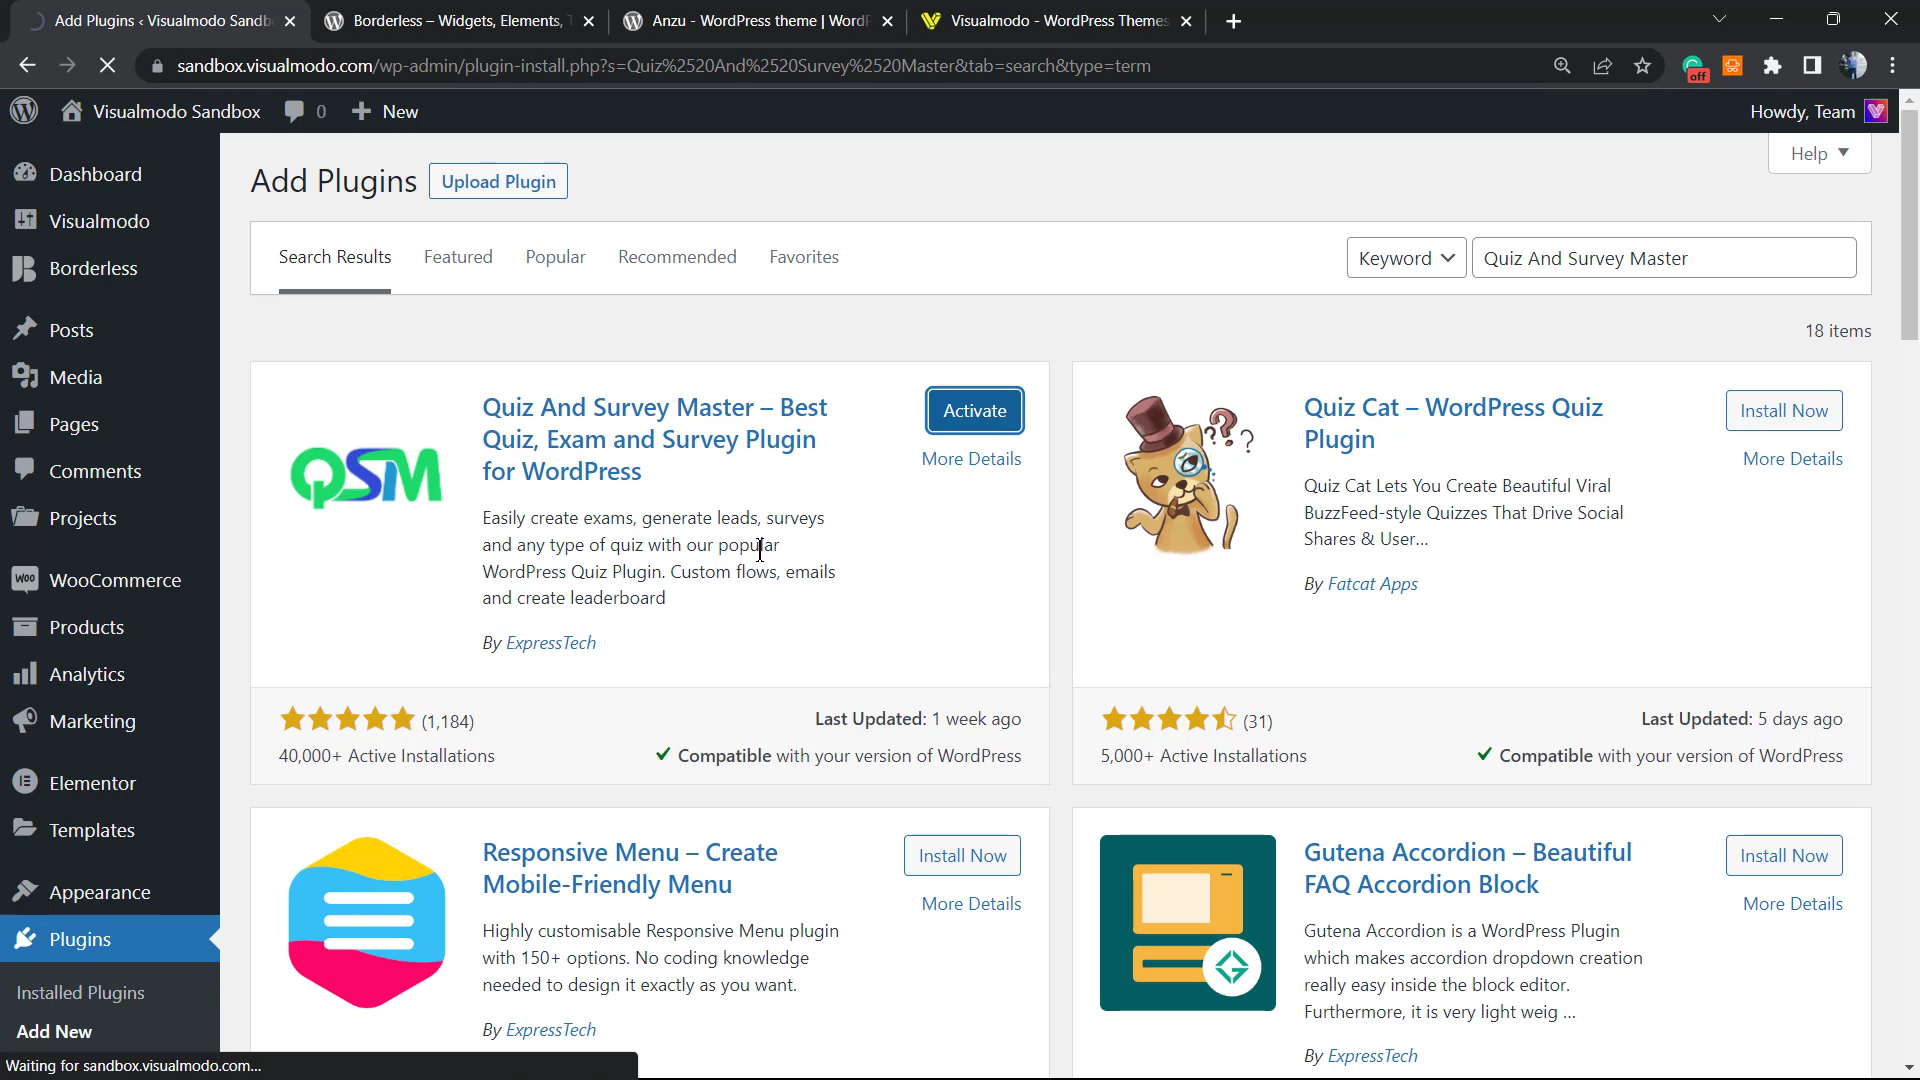 Add Plugins ‹ Visualmodo Sandb
Borderless – Widgets, Elements, T
Anzu - WordPress theme | WordP
Visualmodo - WordPress Themes
sandbox.visualmodo.com/wp-admin/plugin-install.php?s=Quiz%2520And%2520Survey%2520Master&tab=search&type=term
off
Visualmodo Sandbox
0
New
Howdy, Team
Dashboard
Visualmodo
Borderless
Posts
Media
Pages
Comments
Projects
Woo WooCommerce
Products
Analytics
Marketing
Elementor
Templates
Appearance
Plugins
Installed Plugins
Add New
Help
Add Plugins
Upload Plugin
Search Results
Featured
Popular
Recommended
Favorites
Keyword
Quiz And Survey Master
18 items
QSM
Quiz And Survey Master – Best
Quiz, Exam and Survey Plugin
for WordPress
Activate
More Details
Easily create exams, generate leads, surveys
and any type of quiz with our popular
WordPress Quiz Plugin. Custom flows, emails
and create leaderboard
By ExpressTech
(1,184)
Last Updated: 1 week ago
40,000+ Active Installations
Compatible with your version of WordPress
Quiz Cat – WordPress Quiz
Plugin
Install Now
More Details
Quiz Cat Lets You Create Beautiful Viral
BuzzFeed-style Quizzes That Drive Social
Shares & User...
By Fatcat Apps
(31)
Last Updated: 5 days ago
5,000+ Active Installations
Compatible with your version of WordPress
Responsive Menu – Create
Mobile-Friendly Menu
Install Now
More Details
Highly customisable Responsive Menu plugin
with 150+ options. No coding knowledge
needed to design it exactly as you want.
By ExpressTech
Gutena Accordion – Beautiful
FAQ Accordion Block
Install Now
More Details
Gutena Accordion is a WordPress Plugin
which makes accordion dropdown creation
really easy inside the block editor.
Furthermore, it is very light weig ...
By ExpressTech
Waiting for sandbox.visualmodo.com...